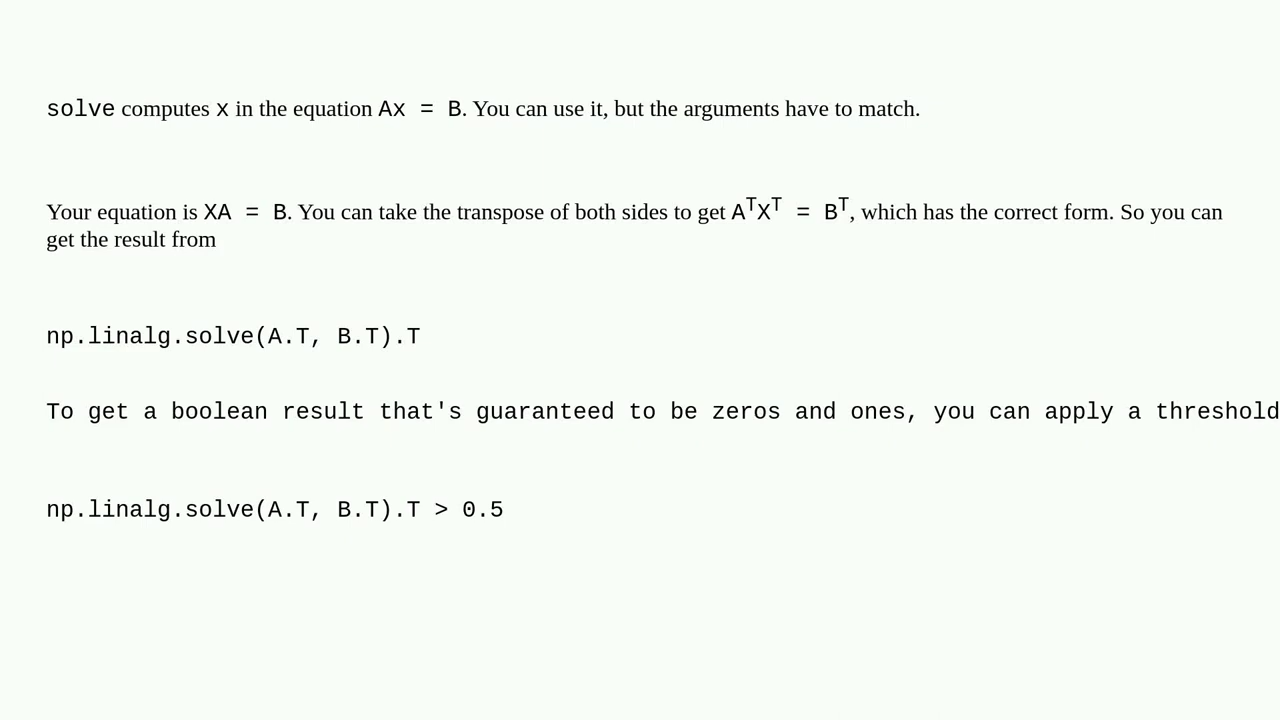 solve computes x in the equation Ax = B. You can use it, but the arguments have to match.
Your equation is XA = B. You can take the transpose of both sides to get AᵀXᵀ = Bᵀ, which has the correct form. So you can
get the result from
np.linalg.solve(A.T, B.T).T
To get a boolean result that's guaranteed to be zeros and ones, you can apply a threshold
np.linalg.solve(A.T, B.T).T > 0.5